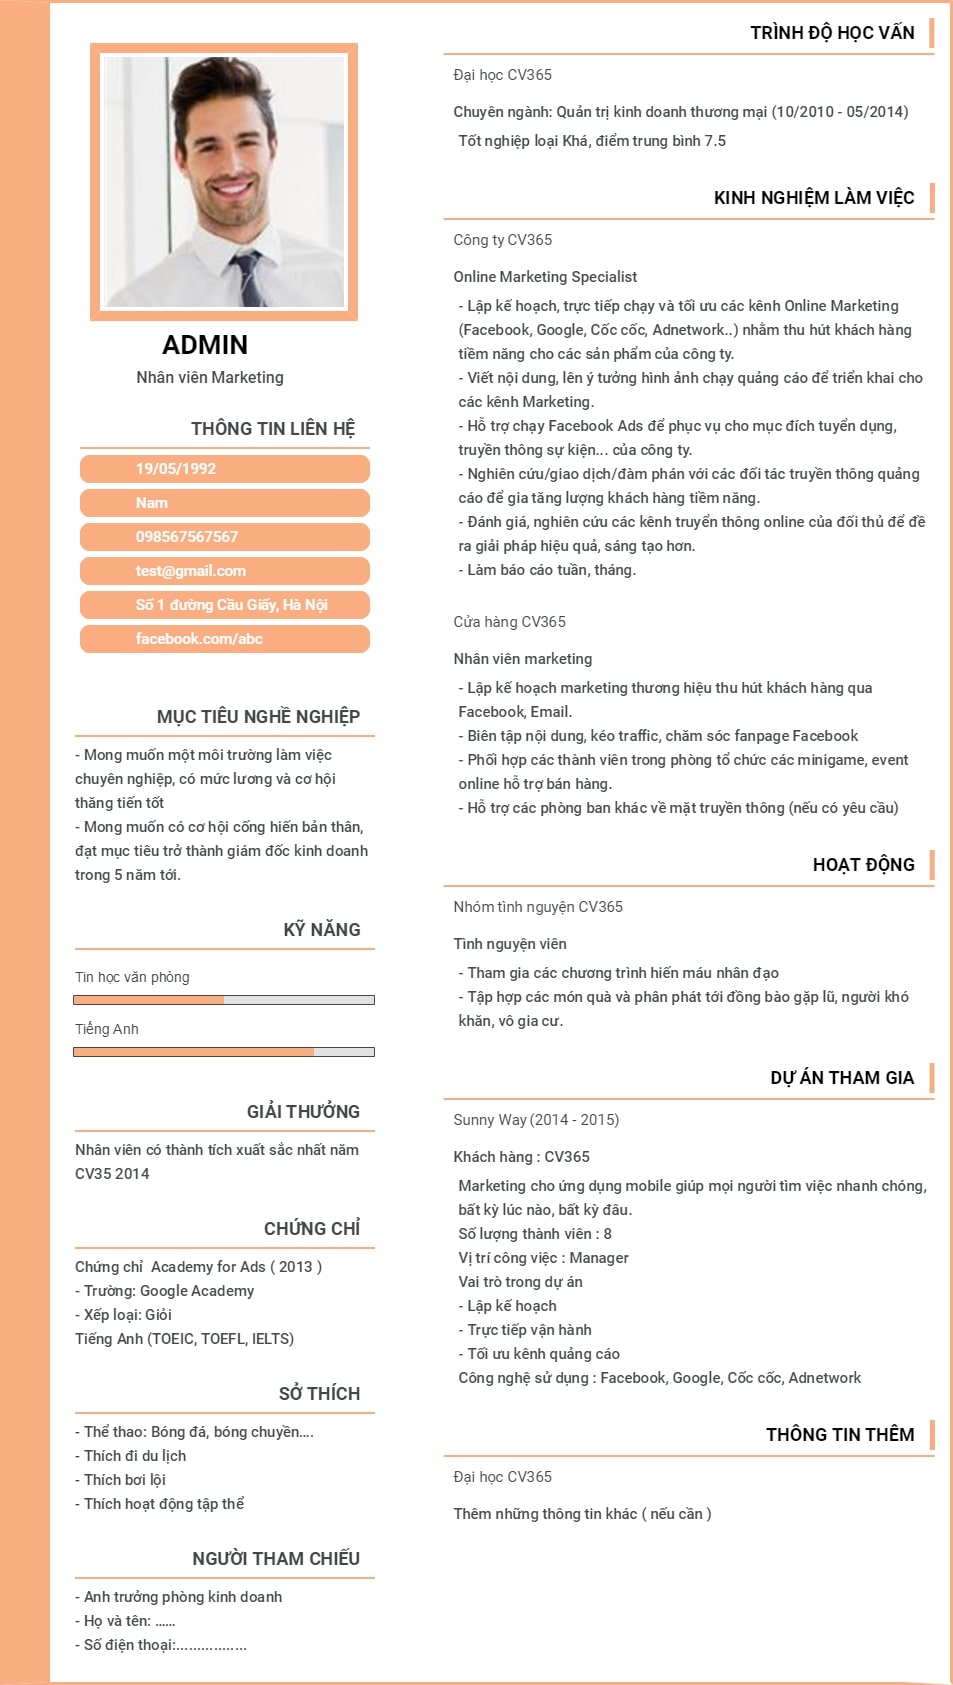 ADMIN
Nhân viên Marketing
THÔNG TIN LIÊN HỆ
19/05/1992
Nam
098567567567
test@gmail.com
Số 1 đường Cầu Giấy, Hà Nội
facebook.com/abc
MỤC TIÊU NGHỀ NGHIỆP
- Mong muốn một môi trường làm việc
chuyên nghiệp, có mức lương và cơ hội
thăng tiến tốt
- Mong muốn có cơ hội cống hiến bản thân,
đạt mục tiêu trở thành giám đốc kinh doanh
trong 5 năm tới.
KỸ NĂNG
Tin học văn phòng
Tiếng Anh
GIẢI THƯỞNG
Nhân viên có thành tích xuất sắc nhất năm
CV35 2014
CHỨNG CHỈ
Chứng chỉ  Academy for Ads ( 2013 )
- Trường: Google Academy
- Xếp loại: Giỏi
Tiếng Anh (TOEIC, TOEFL, IELTS)
SỞ THÍCH
- Thể thao: Bóng đá, bóng chuyền....
- Thích đi du lịch
- Thích bơi lội
- Thích hoạt động tập thể
NGƯỜI THAM CHIẾU
- Anh trưởng phòng kinh doanh
- Họ và tên: ......
- Số điện thoại:................
TRÌNH ĐỘ HỌC VẤN
Đại học CV365
Chuyên ngành: Quản trị kinh doanh thương mại (10/2010 - 05/2014)
Tốt nghiệp loại Khá, điểm trung bình 7.5
KINH NGHIỆM LÀM VIỆC
Công ty CV365
Online Marketing Specialist
- Lập kế hoạch, trực tiếp chạy và tối ưu các kênh Online Marketing
(Facebook, Google, Cốc cốc, Adnetwork..) nhằm thu hút khách hàng
tiềm năng cho các sản phẩm của công ty.
- Viết nội dung, lên ý tưởng hình ảnh chạy quảng cáo để triển khai cho
các kênh Marketing.
- Hỗ trợ chạy Facebook Ads để phục vụ cho mục đích tuyển dụng,
truyền thông sự kiện... của công ty.
- Nghiên cứu/giao dịch/đàm phán với các đối tác truyền thông quảng
cáo để gia tăng lượng khách hàng tiềm năng.
- Đánh giá, nghiên cứu các kênh truyển thông online của đối thủ để đề
ra giải pháp hiệu quả, sáng tạo hơn.
- Làm báo cáo tuần, tháng.
Cửa hàng CV365
Nhân viên marketing
- Lập kế hoạch marketing thương hiệu thu hút khách hàng qua
Facebook, Email.
- Biên tập nội dung, kéo traffic, chăm sóc fanpage Facebook
- Phối hợp các thành viên trong phòng tổ chức các minigame, event
online hỗ trợ bán hàng.
- Hỗ trợ các phòng ban khác về mặt truyền thông (nếu có yêu cầu)
HOẠT ĐỘNG
Nhóm tình nguyện CV365
Tình nguyện viên
- Tham gia các chương trình hiến máu nhân đạo
- Tập hợp các món quà và phân phát tới đồng bào gặp lũ, người khó
khăn, vô gia cư.
DỰ ÁN THAM GIA
Sunny Way (2014 - 2015)
Khách hàng : CV365
Marketing cho ứng dụng mobile giúp mọi người tìm việc nhanh chóng,
bất kỳ lúc nào, bất kỳ đâu.
Số lượng thành viên : 8
Vị trí công việc : Manager
Vai trò trong dự án
- Lập kế hoạch
- Trực tiếp vận hành
- Tối ưu kênh quảng cáo
Công nghệ sử dụng : Facebook, Google, Cốc cốc, Adnetwork
THÔNG TIN THÊM
Đại học CV365
Thêm những thông tin khác ( nếu cần )